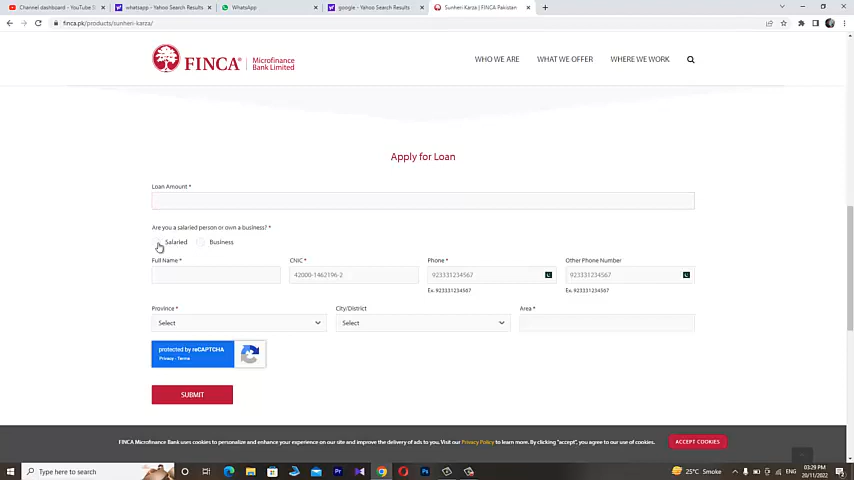 Channel dashboard - YouTube S
whatsapp - Yahoo Search Results
WhatsApp
google - Yahoo Search Results
Sunheri Karza | FINCA Pakistan
finca.pk/products/sunheri-karza/
FINCA® Microfinance Bank Limited
WHO WE ARE WHAT WE OFFER WHERE WE WORK
Apply for Loan
Loan Amount *
Are you a salaried person or own a business? *
Salaried Business
Full Name * CNIC * Phone * Other Phone Number
42000-1462196-2 923331234567 923331234567
Ex. 923331234567 Ex. 923331234567
Province * City/District Area *
Select Select
protected by reCAPTCHA
Privacy - Terms
SUBMIT
FINCA Microfinance Bank uses cookies to personalize and enhance your experience on our site and improve the delivery of ads to you. Visit our Privacy Policy to learn more. By clicking "accept", you agree to our use of cookies.
ACCEPT COOKIES
Type here to search
25°C Smoke
ENG
03:29 PM
20/11/2022